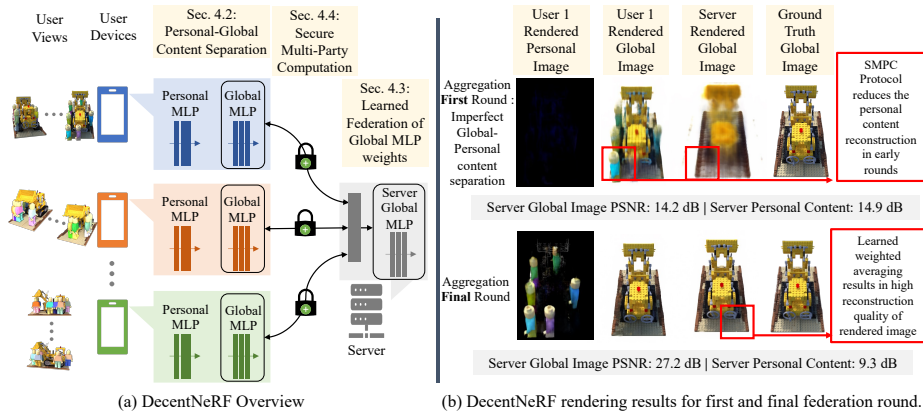 User
Views
User
Devices
Sec. 4.2:
Personal-Global
Content Separation
Sec. 4.4:
Secure
Multi-Party
Computation
Sec. 4.3:
Learned
Federation of
Global MLP
weights
Personal
MLP
Global
MLP
Personal
MLP
Global
MLP
Personal
MLP
Global
MLP
Server
Global
MLP
Server
(a) DecentNeRF Overview
User 1
Rendered
Personal
Image
User 1
Rendered
Global
Image
Server
Rendered
Global
Image
Ground
Truth
Global
Image
Aggregation
First Round :
Imperfect
Global-
Personal
content
separation
SMPC
Protocol
reduces the
personal
content
reconstruction
in early
rounds
Server Global Image PSNR: 14.2 dB | Server Personal Content: 14.9 dB
Aggregation
Final Round
Learned
weighted
averaging
results in high
reconstruction
quality of
rendered image
Server Global Image PSNR: 27.2 dB | Server Personal Content: 9.3 dB
(b) DecentNeRF rendering results for first and final federation round.